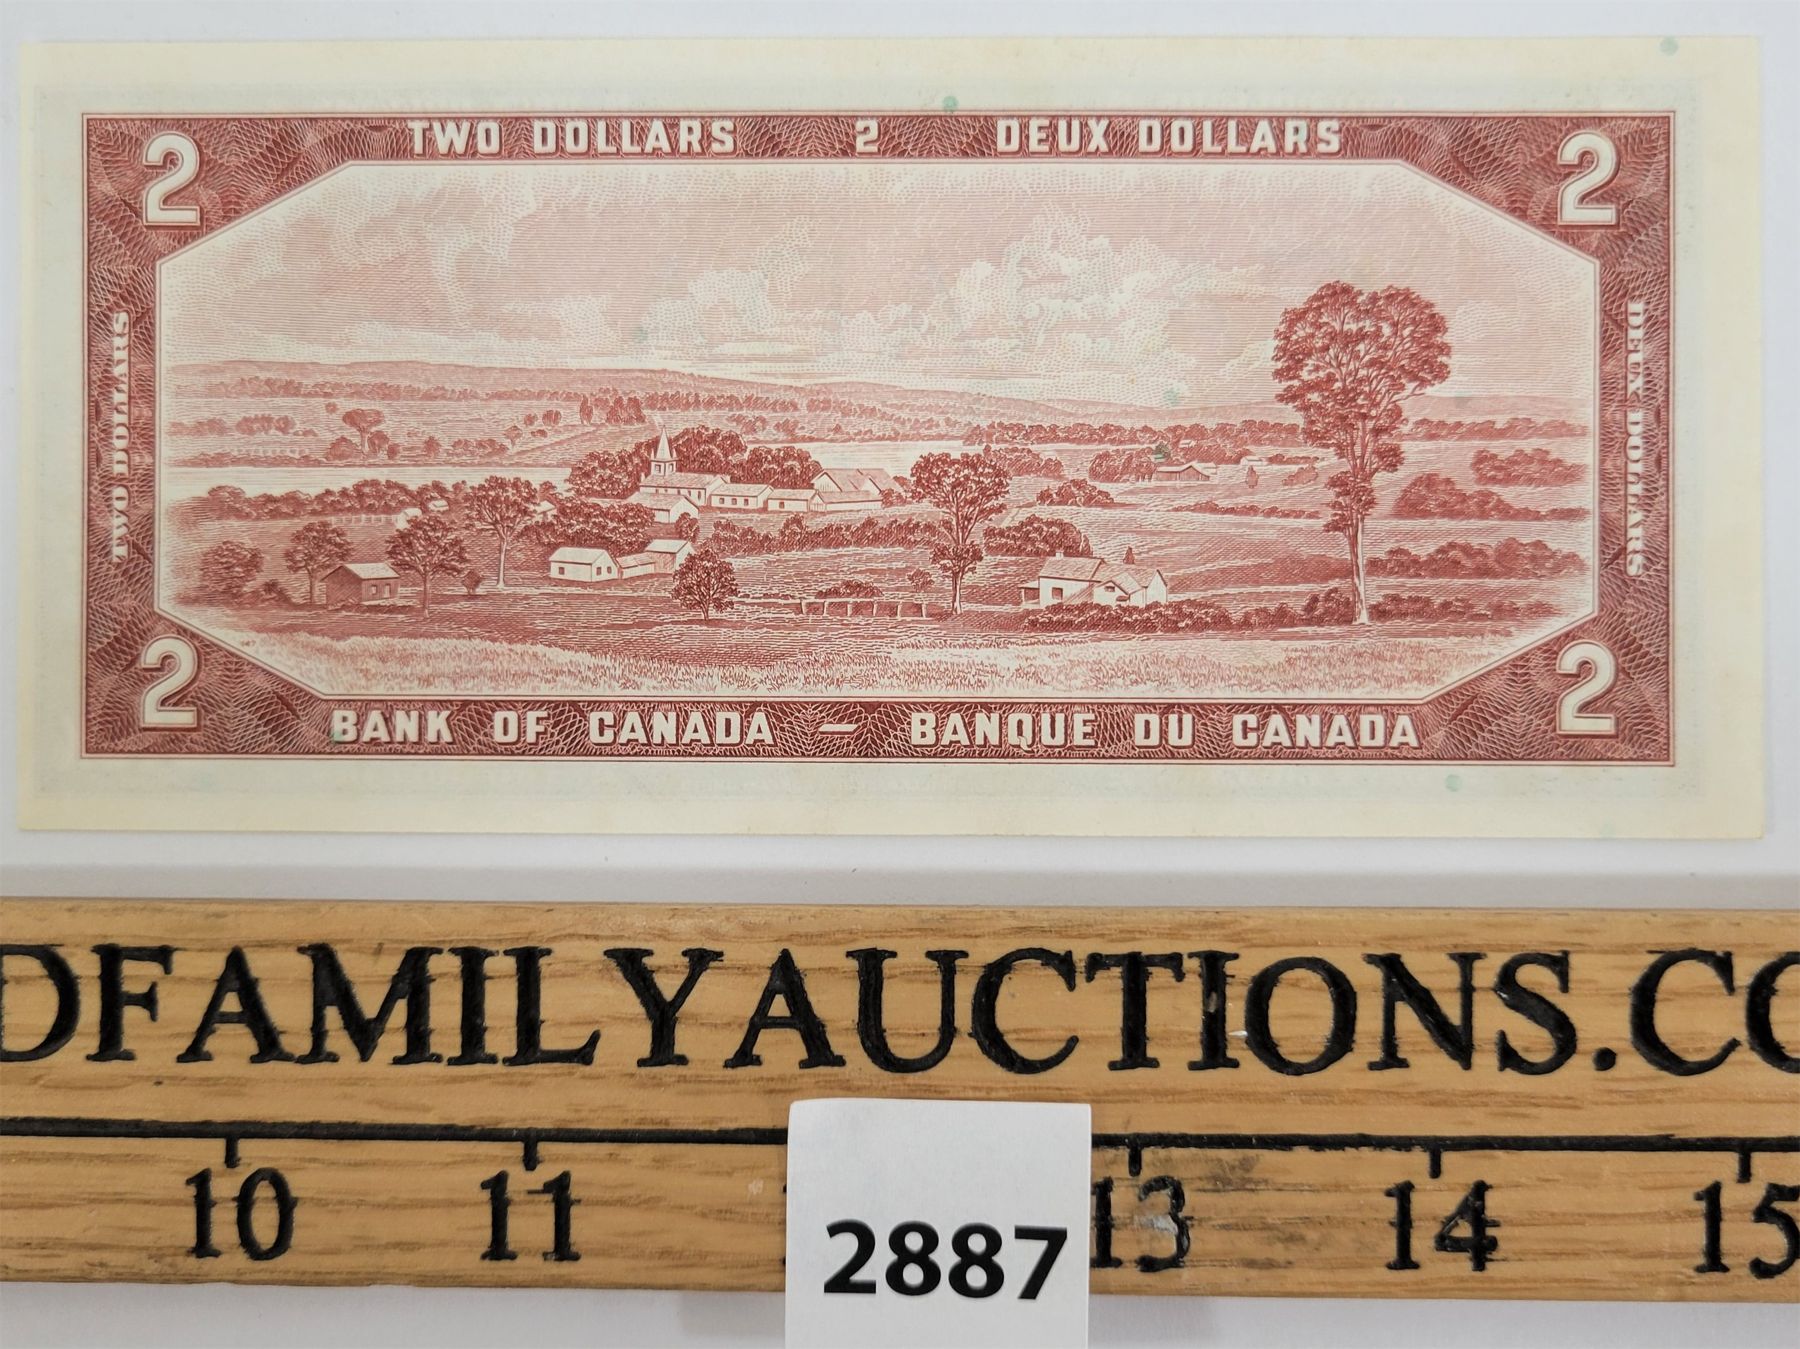 TWO DOLLARS 2 DEUX DOLLARS
2 2
TWO DOLLARS
DEUX DOLLARS
2 2
BANK OF CANADA — BANQUE DU CANADA
DFAMILYAUCTIONS.CO
10 11 13 14 15
2887